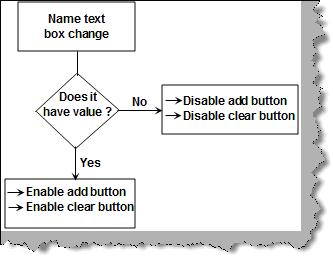 Name text
box change
Does it
have value ?
No
Disable add button
Disable clear button
Yes
Enable add button
Enable clear button